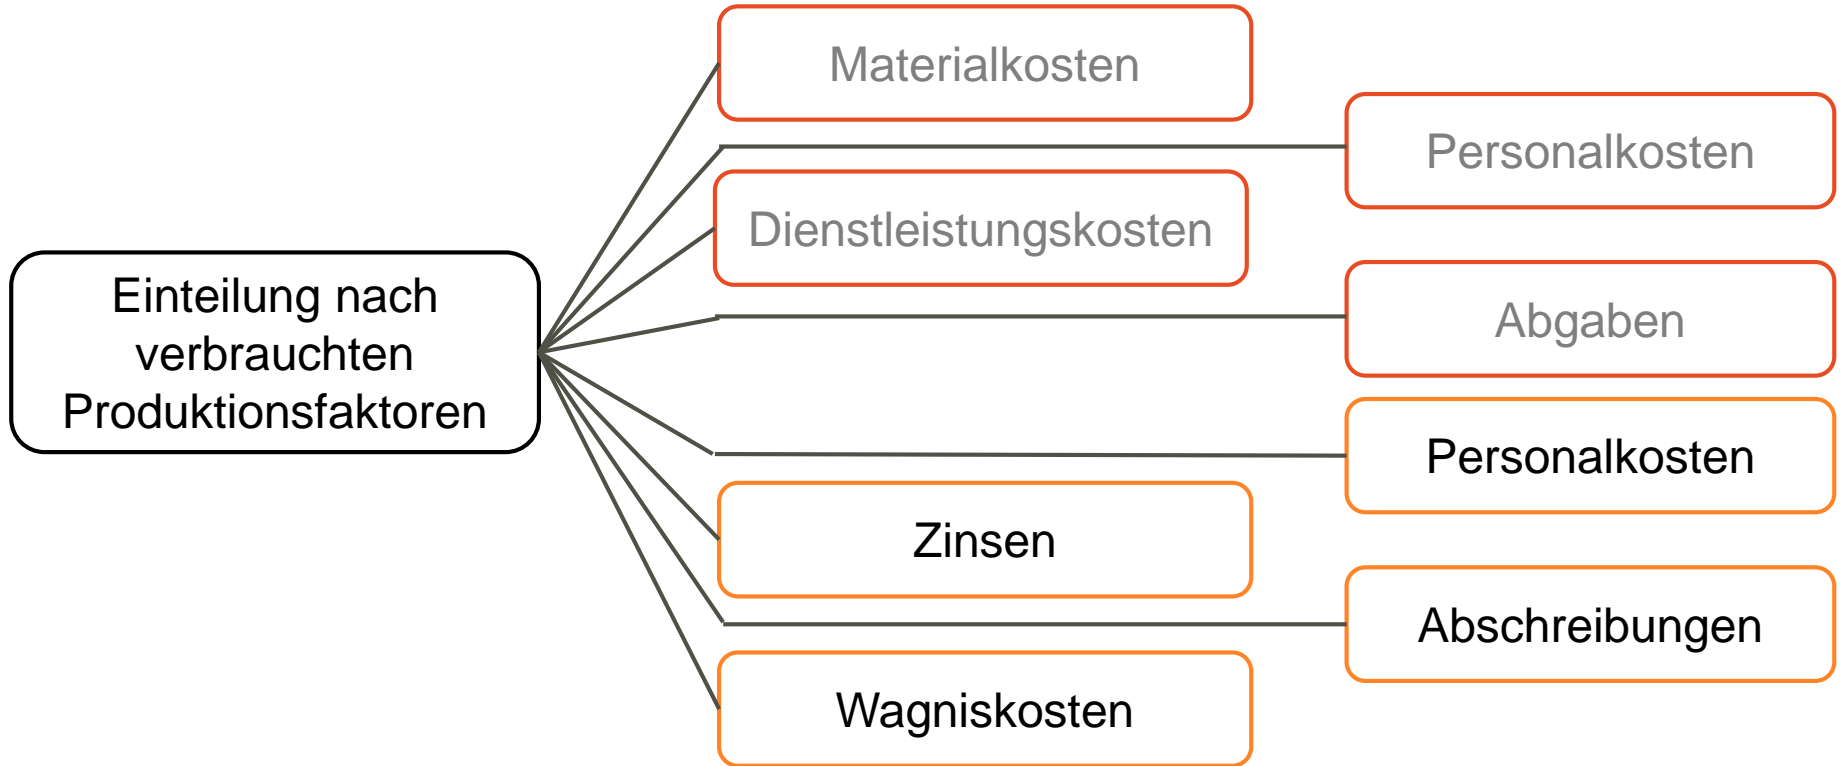 Einteilung nach
verbrauchten
Produktionsfaktoren
Materialkosten
Personalkosten
Dienstleistungskosten
Abgaben
Personalkosten
Zinsen
Abschreibungen
Wagniskosten